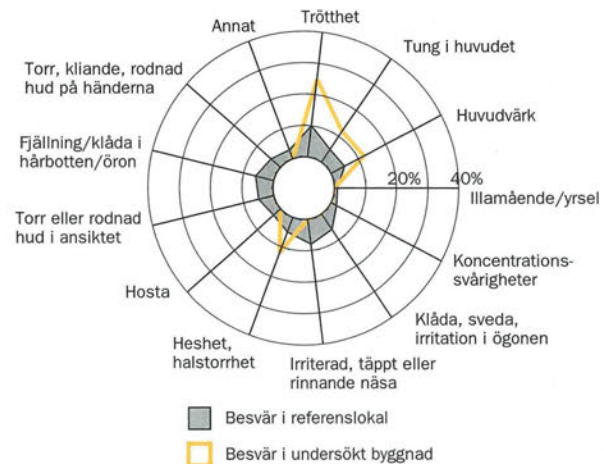 Trötthet
Annat
Tung i huvudet
Torr, kliande, rodnad
hud på händerna
Huvudvärk
Fjällning/klåda i
hårbotten/öron
20%
40%
Illamående/yrsel
Torr eller rodnad
hud i ansiktet
Koncentrations-
svårigheter
Hosta
Klåda, sveda,
irritation i ögonen
Heshet,
halstorrhet
Irriterad, täppt eller
rinnande näsa
Besvär i referenslokal
Besvär i undersökt byggnad